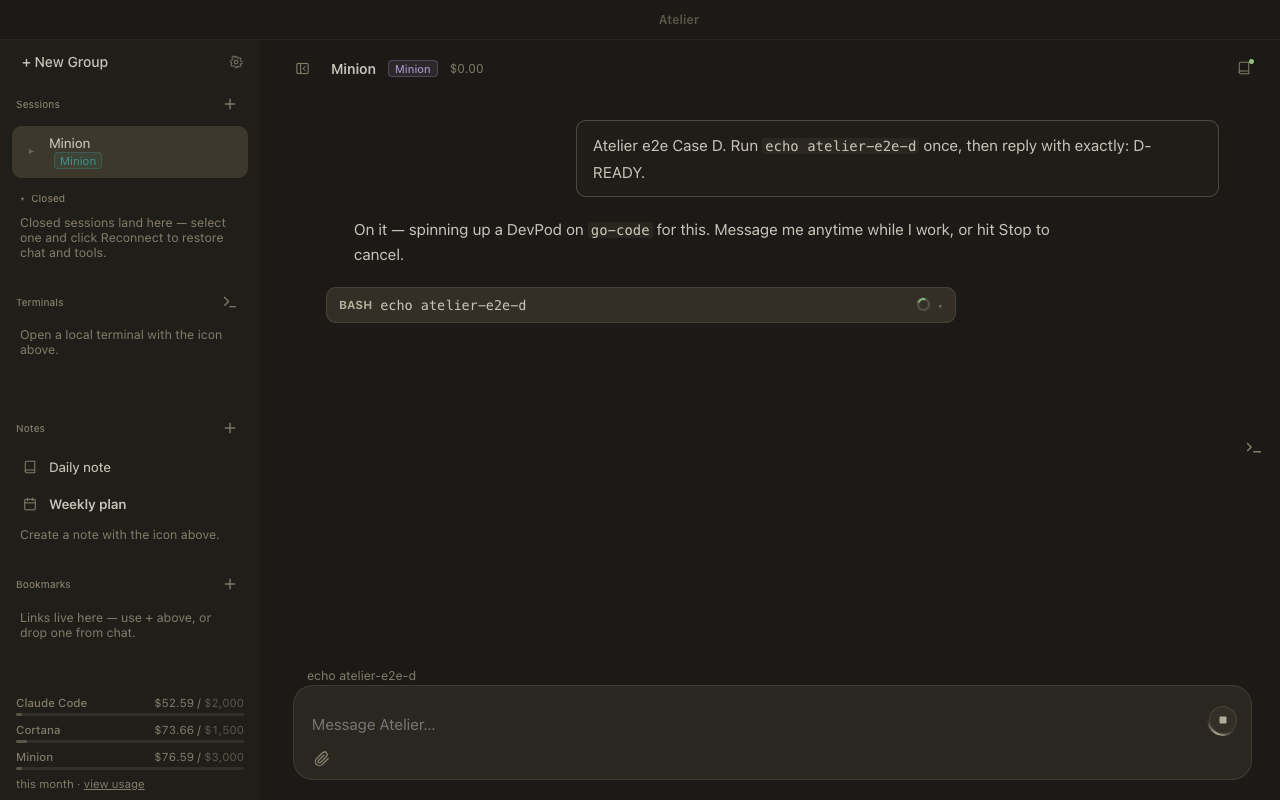 Atelier
+ New Group
Sessions
Minion
Minion
Closed
Closed sessions land here — select
one and click Reconnect to restore
chat and tools.
Terminals
Open a local terminal with the icon
above.
Notes
Daily note
Weekly plan
Create a note with the icon above.
Bookmarks
Links live here — use + above, or
drop one from chat.
Claude Code $52.59 / $2,000
Cortana $73.66 / $1,500
Minion $76.59 / $3,000
this month · view usage
Minion Minion $0.00
Atelier e2e Case D. Run echo atelier-e2e-d once, then reply with exactly: D-
READY.
On it — spinning up a DevPod on go-code for this. Message me anytime while I work, or hit Stop to
cancel.
BASH echo atelier-e2e-d
echo atelier-e2e-d
Message Atelier...